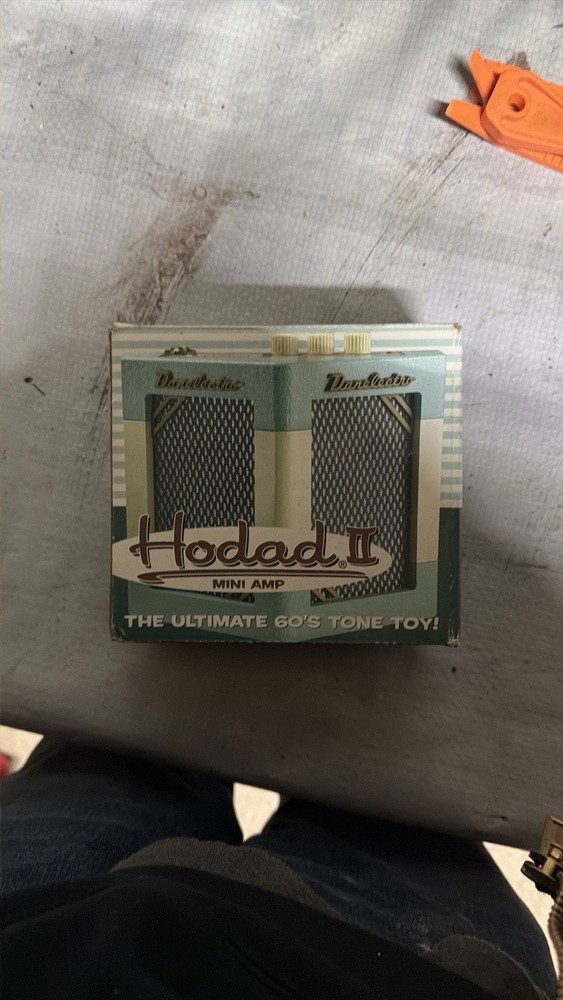 Danelectro Danelectro
Hodad® II
MINI AMP
THE ULTIMATE 60'S TONE TOY!